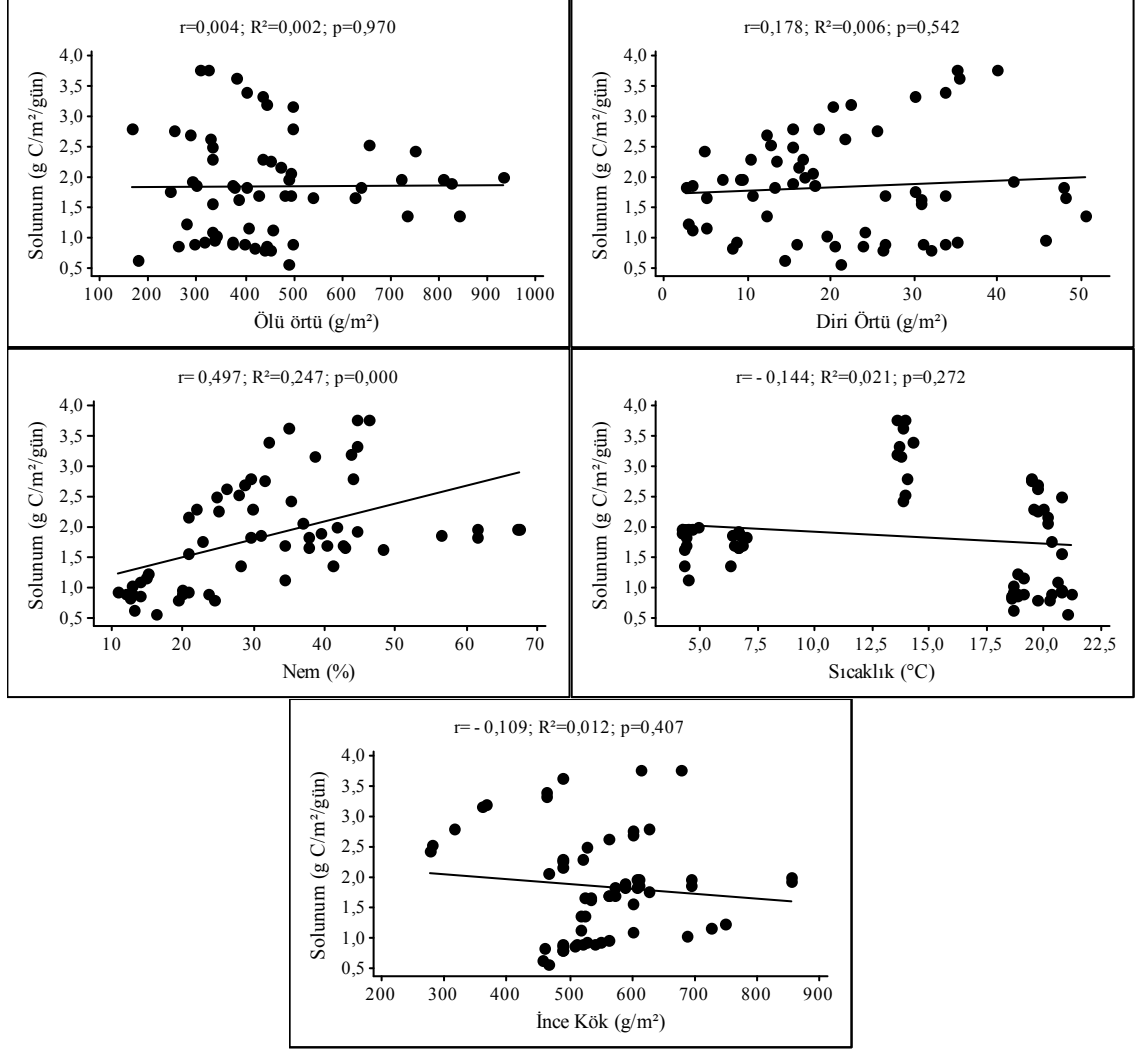 r=0,004; R²=0,002; p=0,970
Solunum (g C/m²/gün)
4,0
3,5
3,0
2,5
2,0
1,5
1,0
0,5
100 200 300 400 500 600 700 800 900 1000
Ölü örtü (g/m²)
r=0,178; R²=0,006; p=0,542
Solunum (g C/m²/gün)
4,0
3,5
3,0
2,5
2,0
1,5
1,0
0,5
0 10 20 30 40 50
Diri Örtü (g/m²)
r= 0,497; R²=0,247; p=0,000
Solunum (g C/m²/gün)
4,0
3,5
3,0
2,5
2,0
1,5
1,0
0,5
10 20 30 40 50 60 70
Nem (%)
r= - 0,144; R²=0,021; p=0,272
Solunum (g C/m²/gün)
4,0
3,5
3,0
2,5
2,0
1,5
1,0
0,5
5,0 7,5 10,0 12,5 15,0 17,5 20,0 22,5
Sıcaklık (°C)
r= - 0,109; R²=0,012; p=0,407
Solunum (g C/m²/gün)
4,0
3,5
3,0
2,5
2,0
1,5
1,0
0,5
200 300 400 500 600 700 800 900
İnce Kök (g/m²)